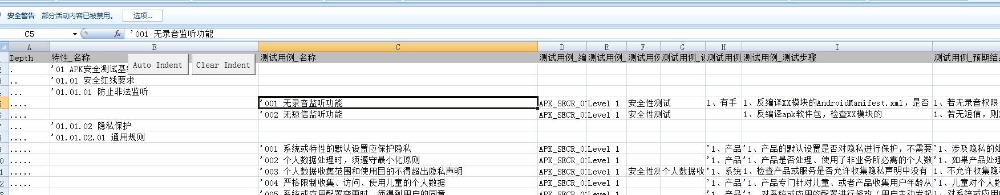 安全警告 部分活动内容已被禁用。 选项...
C5 fx '001 无录音监听功能
A B C D E F G H I
Depth 特性_名称 测试用例_名称 测试用例_编 测试用例_ 测试用例 测试用例_说 测试用例 测试用例_测试步骤 测试用例_预期结
Auto Indent Clear Indent
. '01 APK安全测试基
.. '01.01 安全红线要求
... '01.01.01 防止非法监听
.... '001 无录音监听功能 APK_SECR_01 Level 1 安全性测试 1、有手 1、反编译XX模块的AndroidManifest.xml，是否 1、若无录音权限
.... '002 无短信监听功能 APK_SECR_01 Level 1 安全性测试 1、反编译apk软件包，检查XX模块的 1、若无短信，则
... '01.01.02 隐私保护
.... '01.01.02.01 通用规则
..... '001 系统或特性的默认设置应保护隐私 APK_SECR_01 Level 1 '1、产品 '1、产品的默认设置是否对隐私进行保护，不需要 '1、涉及隐私的处
..... '002 个人数据处理时，须遵守最小化原则 APK_SECR_01 Level 1 '1、产品 '1、产品是否处理、使用了非业务所必需的个人数 '1、如果产品处理
..... '003 个人数据收集范围和使用目的不得超出隐私声明 APK_SECR_01 Level 1 安全性测 个人数据收 '1、系统 1、检查产品或服务是否允许收集隐私声明中没有 1、不允许收集隐私
..... '004 严格限制收集、访问、使用儿童的个人数据 APK_SECR_01 Level 1 '1、产品 '1、产品专门针对儿童、或者产品收集用户年龄从 '1、儿童对个人数
..... '005 系统或应用配置变更时，须得到用户的同意 APK_SECR_01 Level 1 '1、产品 '1、对系统或应用的配置进行修改（用户主动发起 '1、对系统或应用